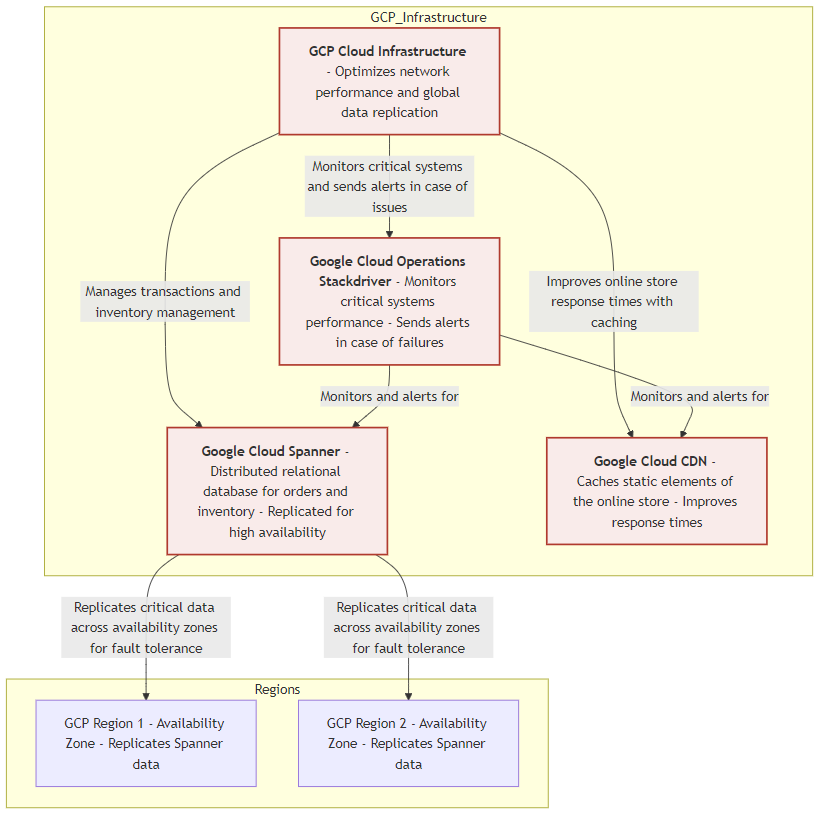 GCP_Infrastructure
GCP Cloud Infrastructure
- Optimizes network
performance and global
data replication
Monitors critical systems
and sends alerts in case of
issues
Google Cloud Operations
Stackdriver - Monitors
critical systems
performance - Sends alerts
in case of failures
Manages transactions and
inventory management
Improves online store
response times with
caching
Monitors and alerts for
Monitors and alerts for
Google Cloud Spanner -
Distributed relational
database for orders and
inventory - Replicated for
high availability
Google Cloud CDN -
Caches static elements of
the online store - Improves
response times
Replicates critical data
across availability zones
for fault tolerance
Replicates critical data
across availability zones
for fault tolerance
Regions
GCP Region 1 - Availability
Zone - Replicates Spanner
data
GCP Region 2 - Availability
Zone - Replicates Spanner
data